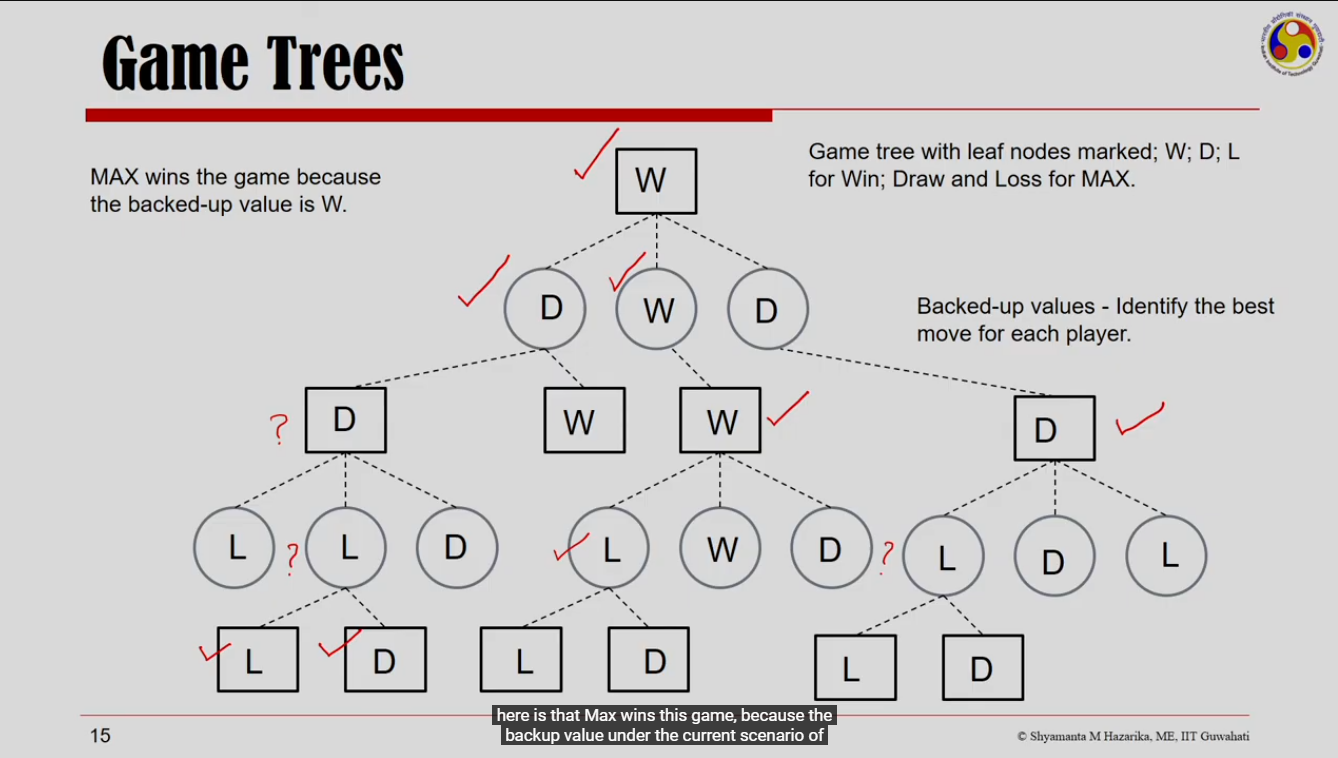 Game Trees
MAX wins the game because
the backed-up value is W.
Game tree with leaf nodes marked; W; D; L
for Win; Draw and Loss for MAX.
W
D W D
Backed-up values - Identify the best
move for each player.
? D W W D
L ? L D L W D ? L D L
L D L D L D
here is that Max wins this game, because the
backup value under the current scenario of
15
© Shyamanta M Hazarika, ME, IIT Guwahati